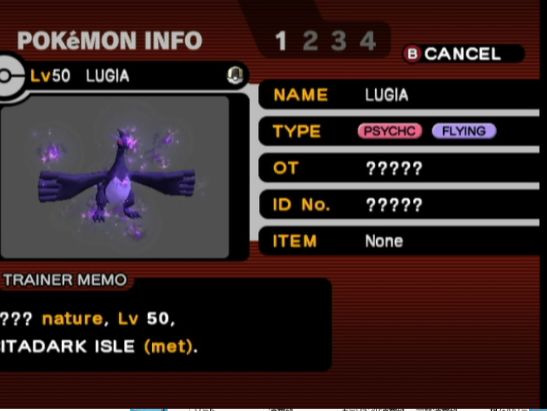 POKéMON INFO
1 2 3 4
B CANCEL
Lv50 LUGIA
NAME LUGIA
TYPE PSYCHC FLYING
OT ?????
ID No. ?????
ITEM None
TRAINER MEMO
??? nature, Lv 50,
ITADARK ISLE (met).